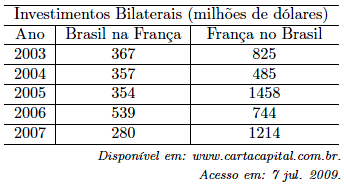 Investimentos Bilaterais (milhões de dólares)
Ano Brasil na França França no Brasil
2003 367 825
2004 357 485
2005 354 1458
2006 539 744
2007 280 1214
Disponível em: www.cartacapital.com.br.
Acesso em: 7 jul. 2009.